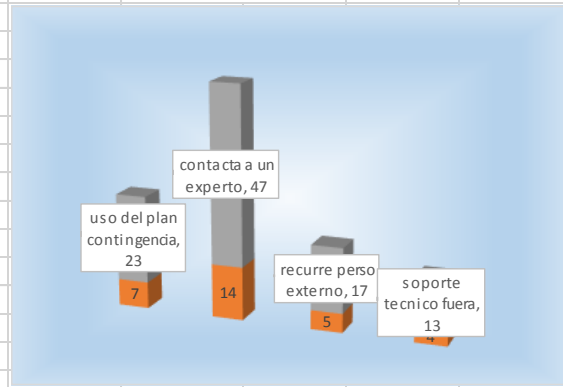 contacta a un
experto, 47
uso del plan
contingencia,
23
recurre perso
externo, 17
soporte
tecnico fuera,
13
7
14
5
4